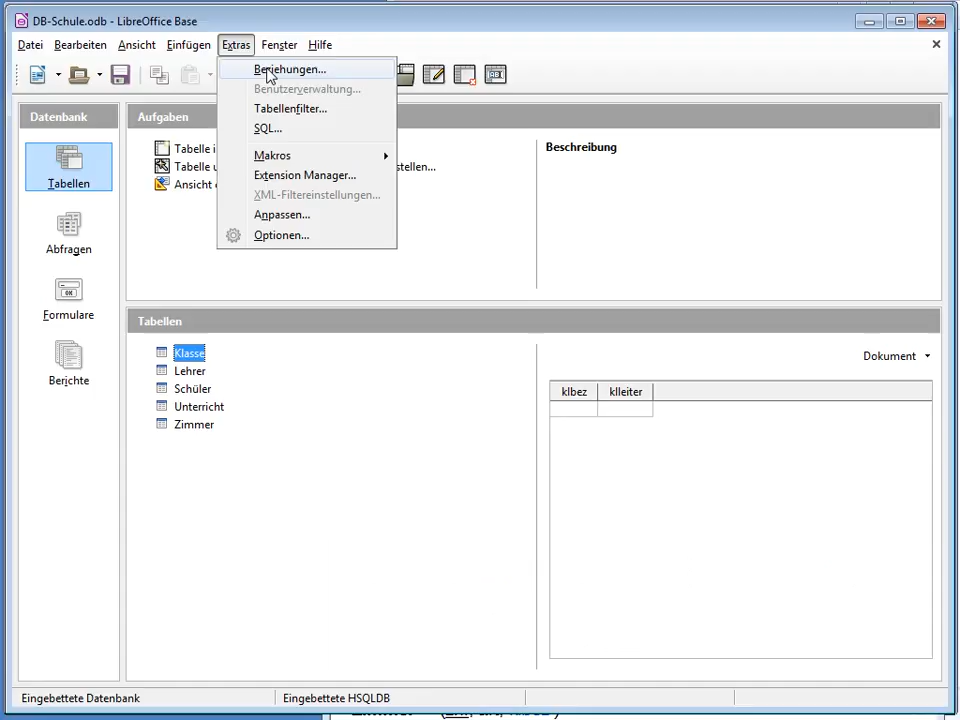 DB-Schule.odb - LibreOffice Base
Datei Bearbeiten Ansicht Einfügen Extras Fenster Hilfe
Beziehungen...
Benutzerverwaltung...
Tabellenfilter...
SQL...
Makros
Extension Manager...
XML-Filtereinstellungen...
Anpassen...
Optionen...
Datenbank
Tabellen
Abfragen
Formulare
Berichte
Aufgaben
Tabelle i
Tabelle u
stellen...
Ansicht
Beschreibung
Tabellen
Klasse
Lehrer
Schüler
Unterricht
Zimmer
Dokument
klbez klleiter
Eingebettete Datenbank
Eingebettete HSQLDB